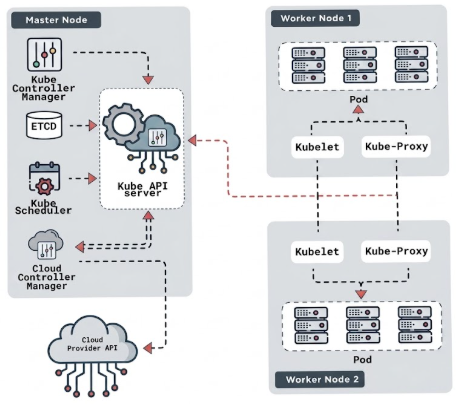 Master Node
Kube
Controller
Manager
ETCD
Kube
Scheduler
Cloud
Controller
Manager
Kube API
server
Cloud
Provider API
Worker Node 1
Pod
Kubelet
Kube-Proxy
Kubelet
Kube-Proxy
Pod
Worker Node 2